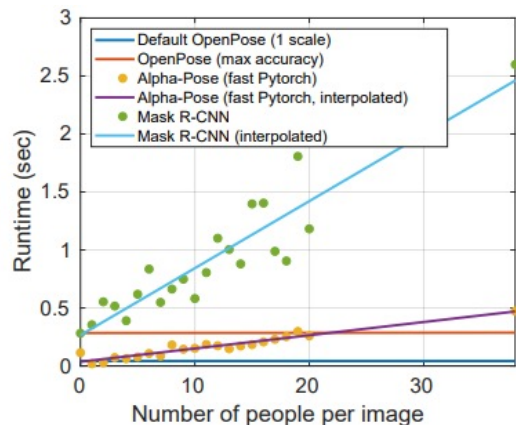 3
Default OpenPose (1 scale)
OpenPose (max accuracy)
Alpha-Pose (fast Pytorch)
Alpha-Pose (fast Pytorch, interpolated)
Mask R-CNN
Mask R-CNN (interpolated)
2.5
2
1.5
1
0.5
0
Runtime (sec)
0 10 20 30
Number of people per image